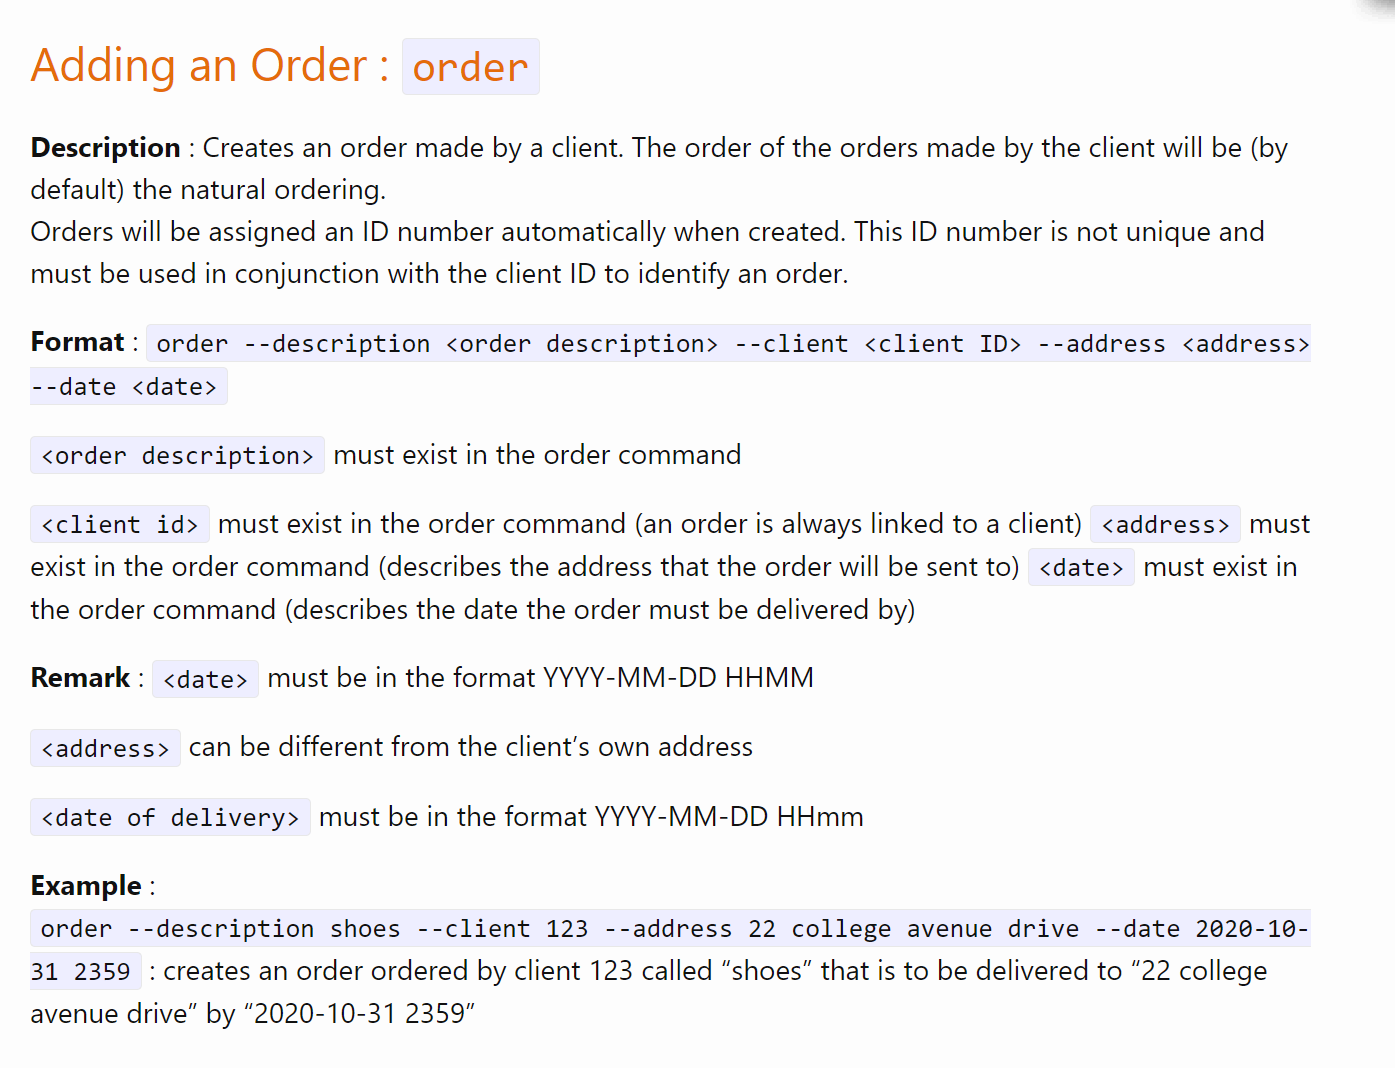 Adding an Order : order
Description : Creates an order made by a client. The order of the orders made by the client will be (by
default) the natural ordering.
Orders will be assigned an ID number automatically when created. This ID number is not unique and
must be used in conjunction with the client ID to identify an order.
Format : order --description <order description> --client <client ID> --address <address>
--date <date>
<order description> must exist in the order command
<client id> must exist in the order command (an order is always linked to a client) <address> must
exist in the order command (describes the address that the order will be sent to) <date> must exist in
the order command (describes the date the order must be delivered by)
Remark : <date> must be in the format YYYY-MM-DD HHMM
<address> can be different from the client’s own address
<date of delivery> must be in the format YYYY-MM-DD HHmm
Example :
order --description shoes --client 123 --address 22 college avenue drive --date 2020-10-
31 2359 : creates an order ordered by client 123 called “shoes” that is to be delivered to “22 college
avenue drive” by “2020-10-31 2359”